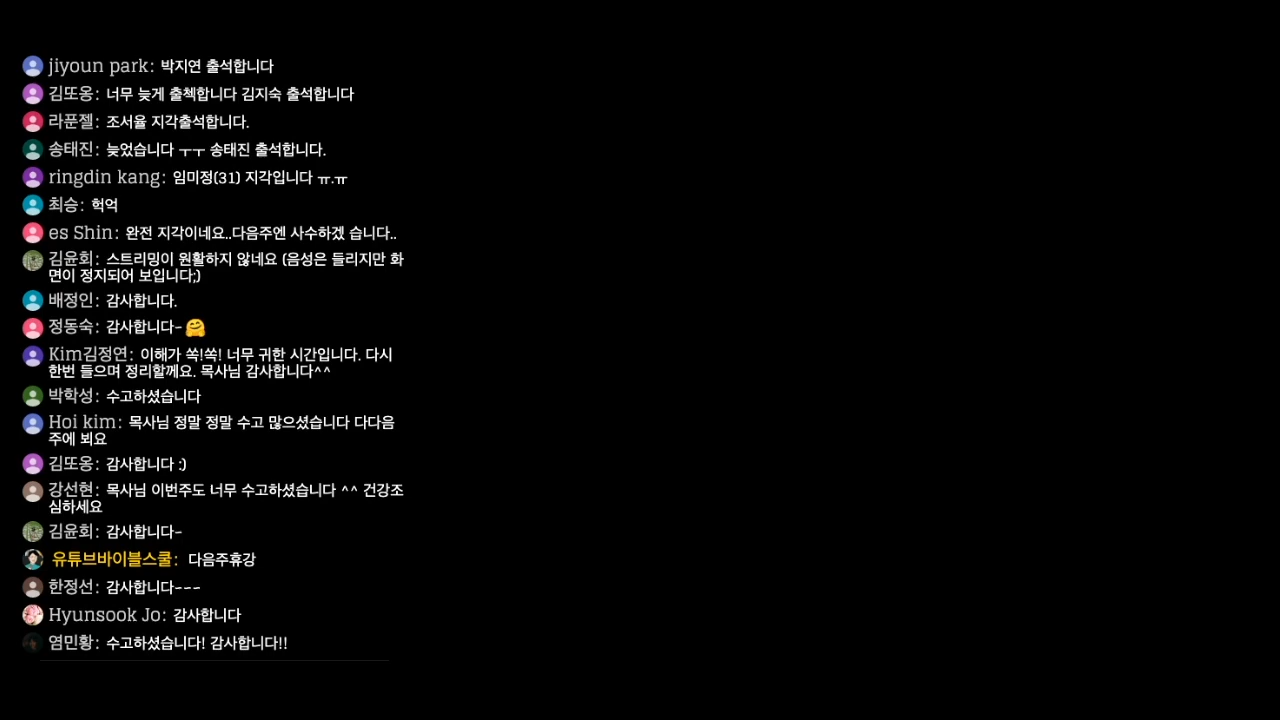 jiyoun park: 박지연 출석합니다
김또옹: 너무 늦게 출첵합니다 김지숙 출석합니다
라푼젤: 조서율 지각출석합니다.
송태진: 늦었습니다 ㅜㅜ 송태진 출석합니다.
ringdin kang: 임미정(31) 지각입니다 ㅠ.ㅠ
최승: 헉억
es Shin: 완전 지각이네요..다음주엔 사수하겠 습니다..
김윤회: 스트리밍이 원활하지 않네요 (음성은 들리지만 화
면이 정지되어 보입니다;)
배정인: 감사합니다.
정동숙: 감사합니다~ 🤗
Kim김정연: 이해가 쏙!쏙! 너무 귀한 시간입니다. 다시
한번 들으며 정리할께요. 목사님 감사합니다^^
박학성: 수고하셨습니다
Hoi kim: 목사님 정말 정말 수고 많으셨습니다 다다음
주에 뵈요
김또옹: 감사합니다 :)
강선현: 목사님 이번주도 너무 수고하셨습니다 ^^ 건강조
심하세요
김윤회: 감사합니다~
유튜브바이블스쿨: 다음주휴강
한정선: 감사합니다~~~
Hyunsook Jo: 감사합니다
염민황: 수고하셨습니다! 감사합니다!!